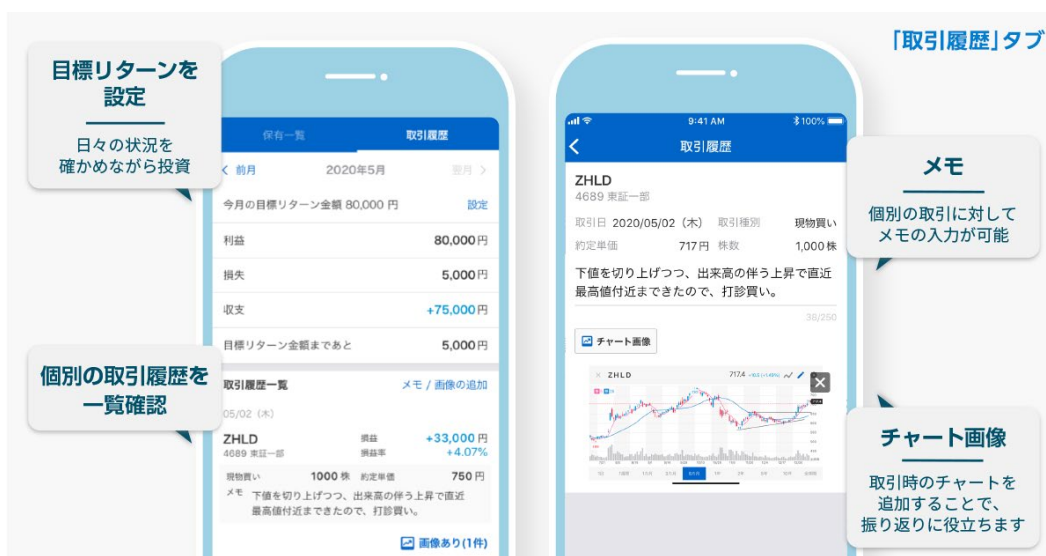 「取引履歴」タブ
目標リターンを
設定
日々の状況を
確かめながら投資
個別の取引履歴を
一覧確認
保有一覧 取引履歴
前月 2020年5月 翌月
今月の目標リターン金額 80,000 円 設定
利益 80,000円
損失 5,000円
収支 +75,000円
目標リターン金額まであと 5,000円
取引履歴一覧 メモ / 画像の追加
05/02 (木)
ZHLD 損益 +33,000 円
4689 東証一部 損益率 +4.07%
現物買い 1000 株 約定単価 750 円
メモ 下値を切り上げつつ、出来高の伴う上昇で直近
最高値付近まできたので、打診買い。
画像あり(1件)
9:41 AM 100%
取引履歴
ZHLD
4689 東証一部
取引日 2020/05/02（木） 取引種別 現物買い
約定単価 717円 株数 1,000 株
下値を切り上げつつ、出来高の伴う上昇で直近
最高値付近まできたので、打診買い。
38/250
チャート画像
ZHLD 717.4
メモ
個別の取引に対して
メモの入力が可能
チャート画像
取引時のチャートを
追加することで、
振り返りに役立ちます